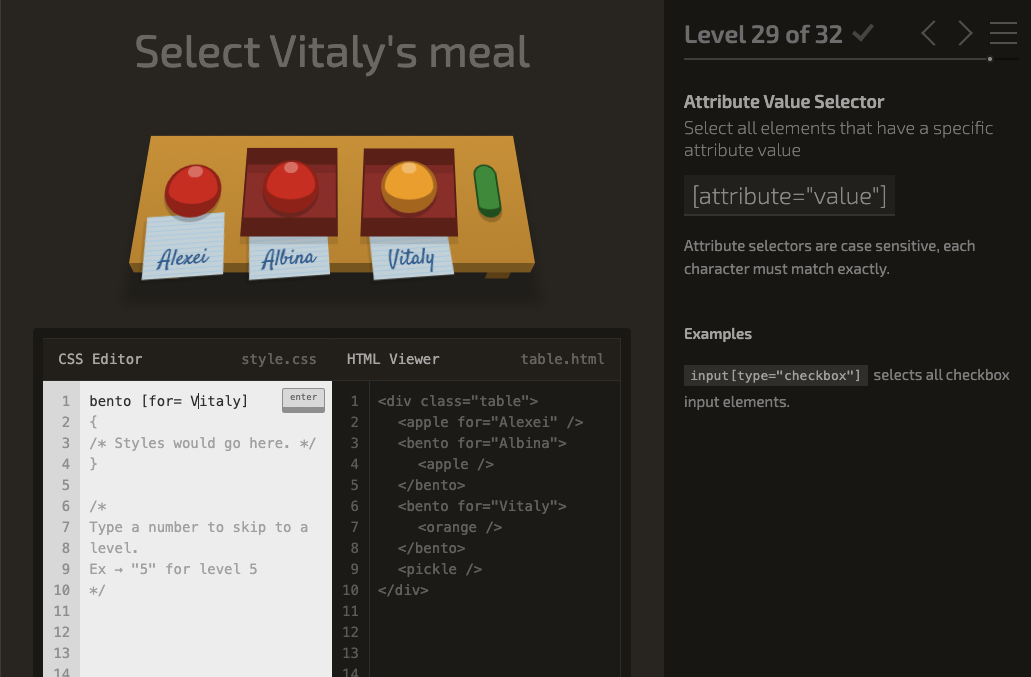 Select Vitaly's meal
Alexei
Albina
Vitaly
CSS Editor
style.css
HTML Viewer
table.html
1 bento [for= Vitaly]
enter
2 {
3 /* Styles would go here. */
4 }
5
6 /*
7 Type a number to skip to a
8 level.
9 Ex → "5" for level 5
10 */
11
12
13
14
1 <div class="table">
2 <apple for="Alexei" />
3 <bento for="Albina">
4 <apple />
5 </bento>
6 <bento for="Vitaly">
7 <orange />
8 </bento>
9 <pickle />
10 </div>
11
12
13
14
Level 29 of 32
Attribute Value Selector
Select all elements that have a specific
attribute value
[attribute="value"]
Attribute selectors are case sensitive, each
character must match exactly.
Examples
input[type="checkbox"] selects all checkbox
input elements.